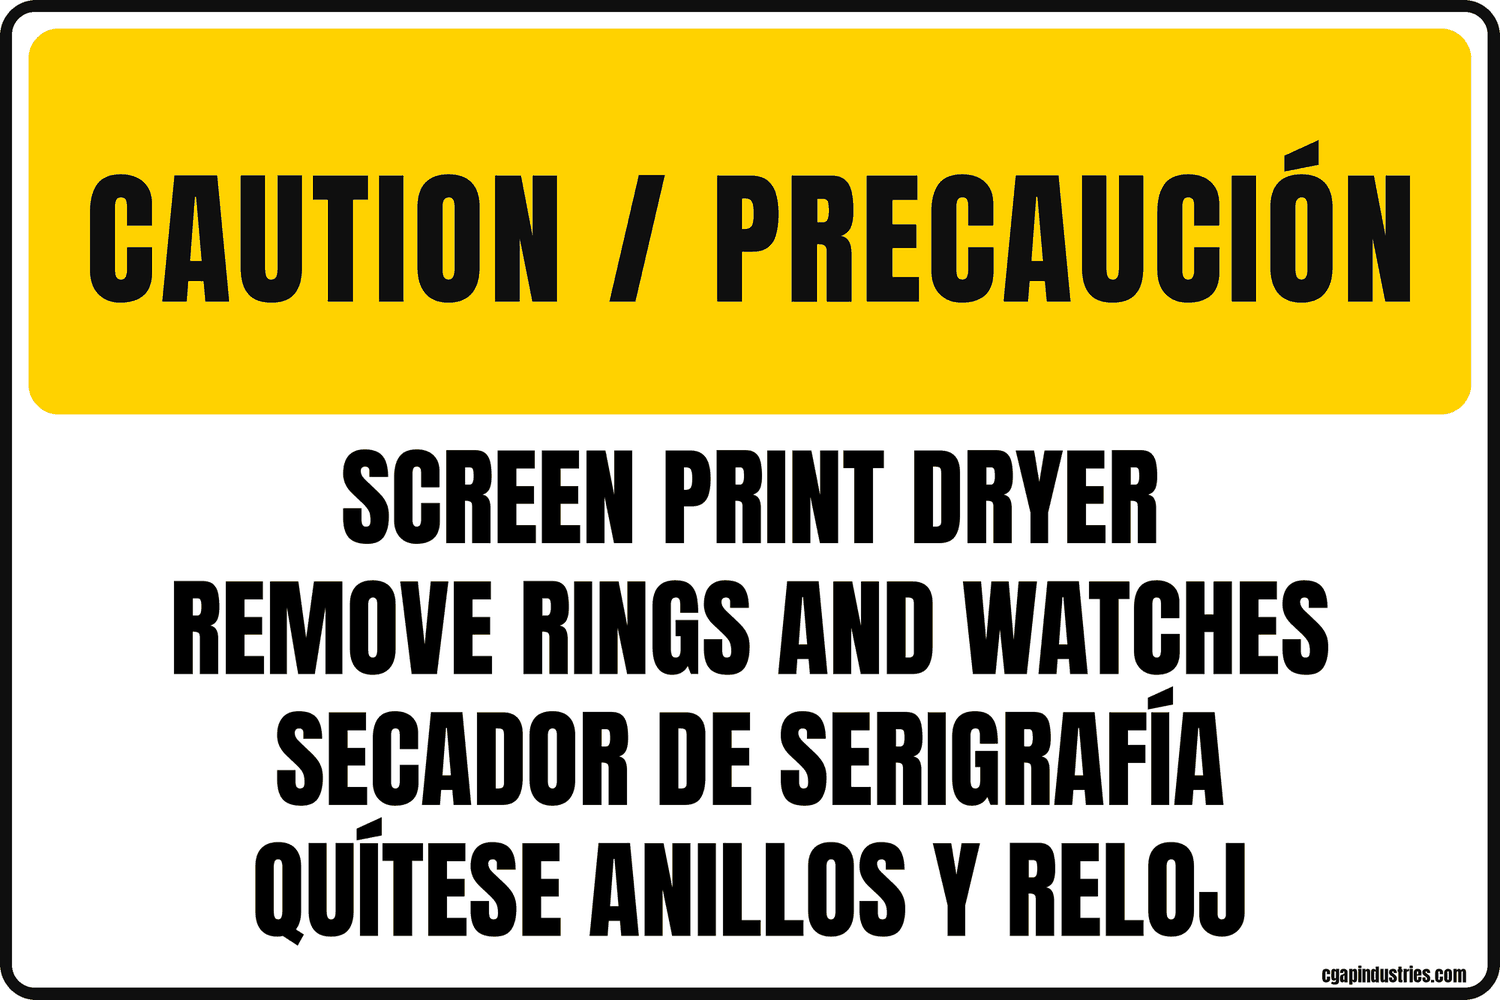 CAUTION / PRECAUCIÓN
SCREEN PRINT DRYER
REMOVE RINGS AND WATCHES
SECADOR DE SERIGRAFÍA
QUÍTESE ANILLOS Y RELOJ
cgapindustries.com